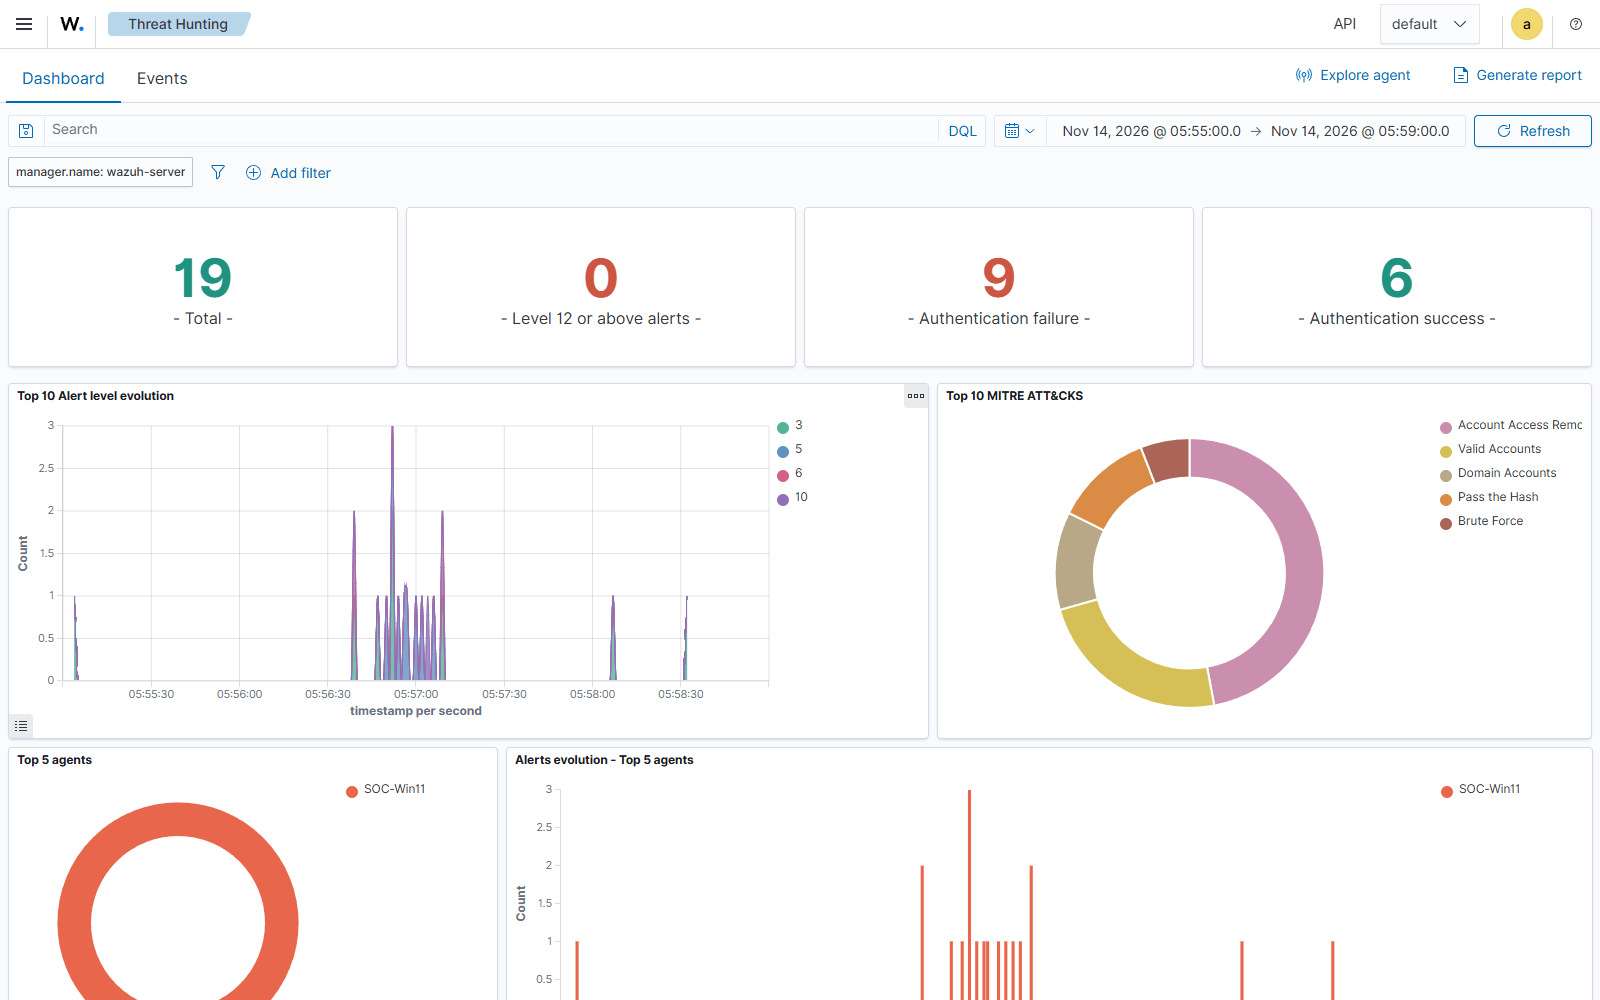 W.
Threat Hunting
API
default
a
Dashboard
Events
Explore agent
Generate report
Search
DQL
Nov 14, 2026 @ 05:55:00.0 → Nov 14, 2026 @ 05:59:00.0
Refresh
manager.name: wazuh-server
Add filter
19
- Total -
0
- Level 12 or above alerts -
9
- Authentication failure -
6
- Authentication success -
Top 10 Alert level evolution
3
2.5
2
1.5
1
0.5
0
Count
05:55:30
05:56:00
05:56:30
05:57:00
05:57:30
05:58:00
05:58:30
timestamp per second
3
5
6
10
Top 10 MITRE ATT&CKS
Account Access Remo
Valid Accounts
Domain Accounts
Pass the Hash
Brute Force
Top 5 agents
SOC-Win11
Alerts evolution - Top 5 agents
3
2.5
2
1.5
1
0.5
Count
SOC-Win11